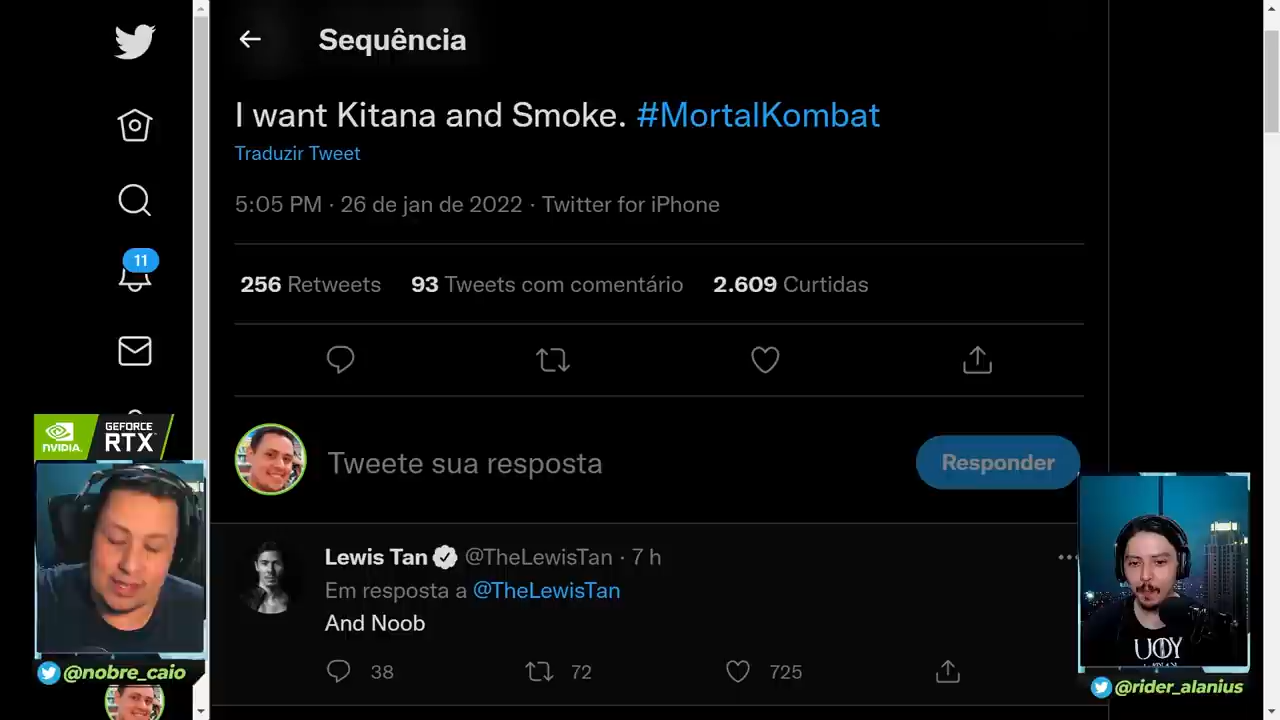 Sequência
I want Kitana and Smoke. #MortalKombat
Traduzir Tweet
5:05 PM · 26 de jan de 2022 · Twitter for iPhone
256 Retweets 93 Tweets com comentário 2.609 Curtidas
11
NVIDIA.
GEFORCE
RTX
Tweete sua resposta
Responder
Lewis Tan @TheLewisTan · 7 h
Em resposta a @TheLewisTan
And Noob
38 72 725
@nobre_caio
@rider_alanius